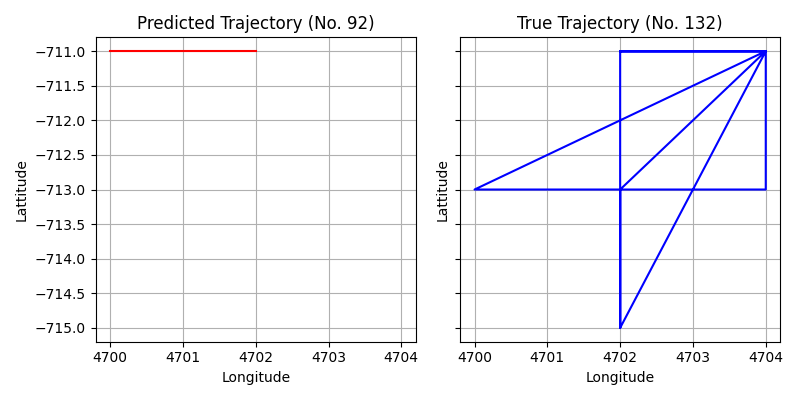 Predicted Trajectory (No. 92)
−711.0
−711.5
−712.0
−712.5
−713.0
−713.5
−714.0
−714.5
−715.0
Lattitude
4700 4701 4702 4703 4704
Longitude
True Trajectory (No. 132)
Lattitude
4700 4701 4702 4703 4704
Longitude